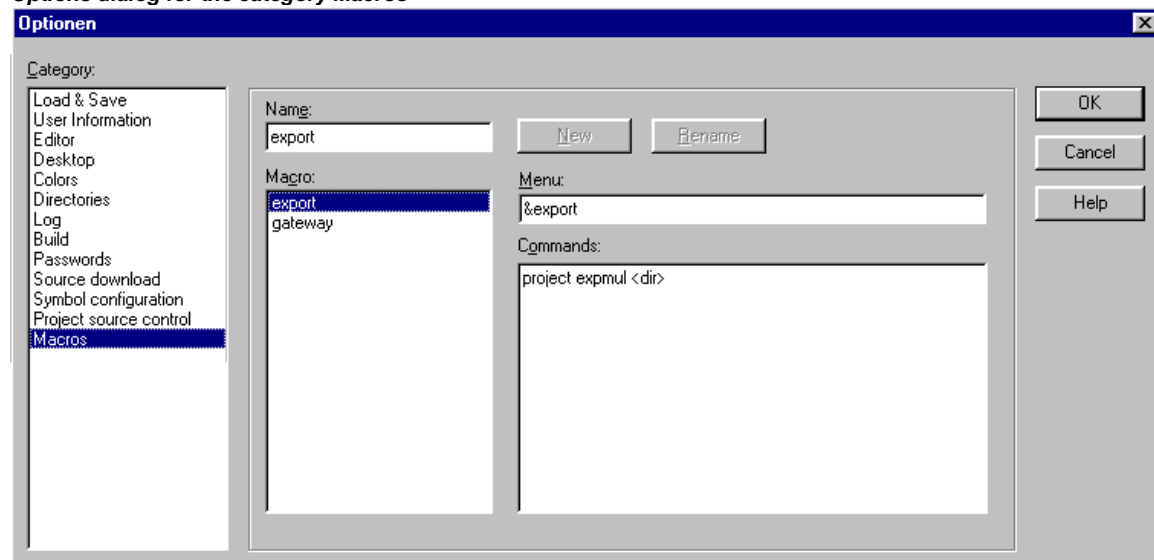 Options dialog for the category Macros
Optionen
Category:
Load & Save
User Information
Editor
Desktop
Colors
Directories
Log
Build
Passwords
Source download
Symbol configuration
Project source control
Macros
Name:
export
New
Rename
Macro:
export
gateway
Menu:
&export
Commands:
project expmul <dir>
OK
Cancel
Help